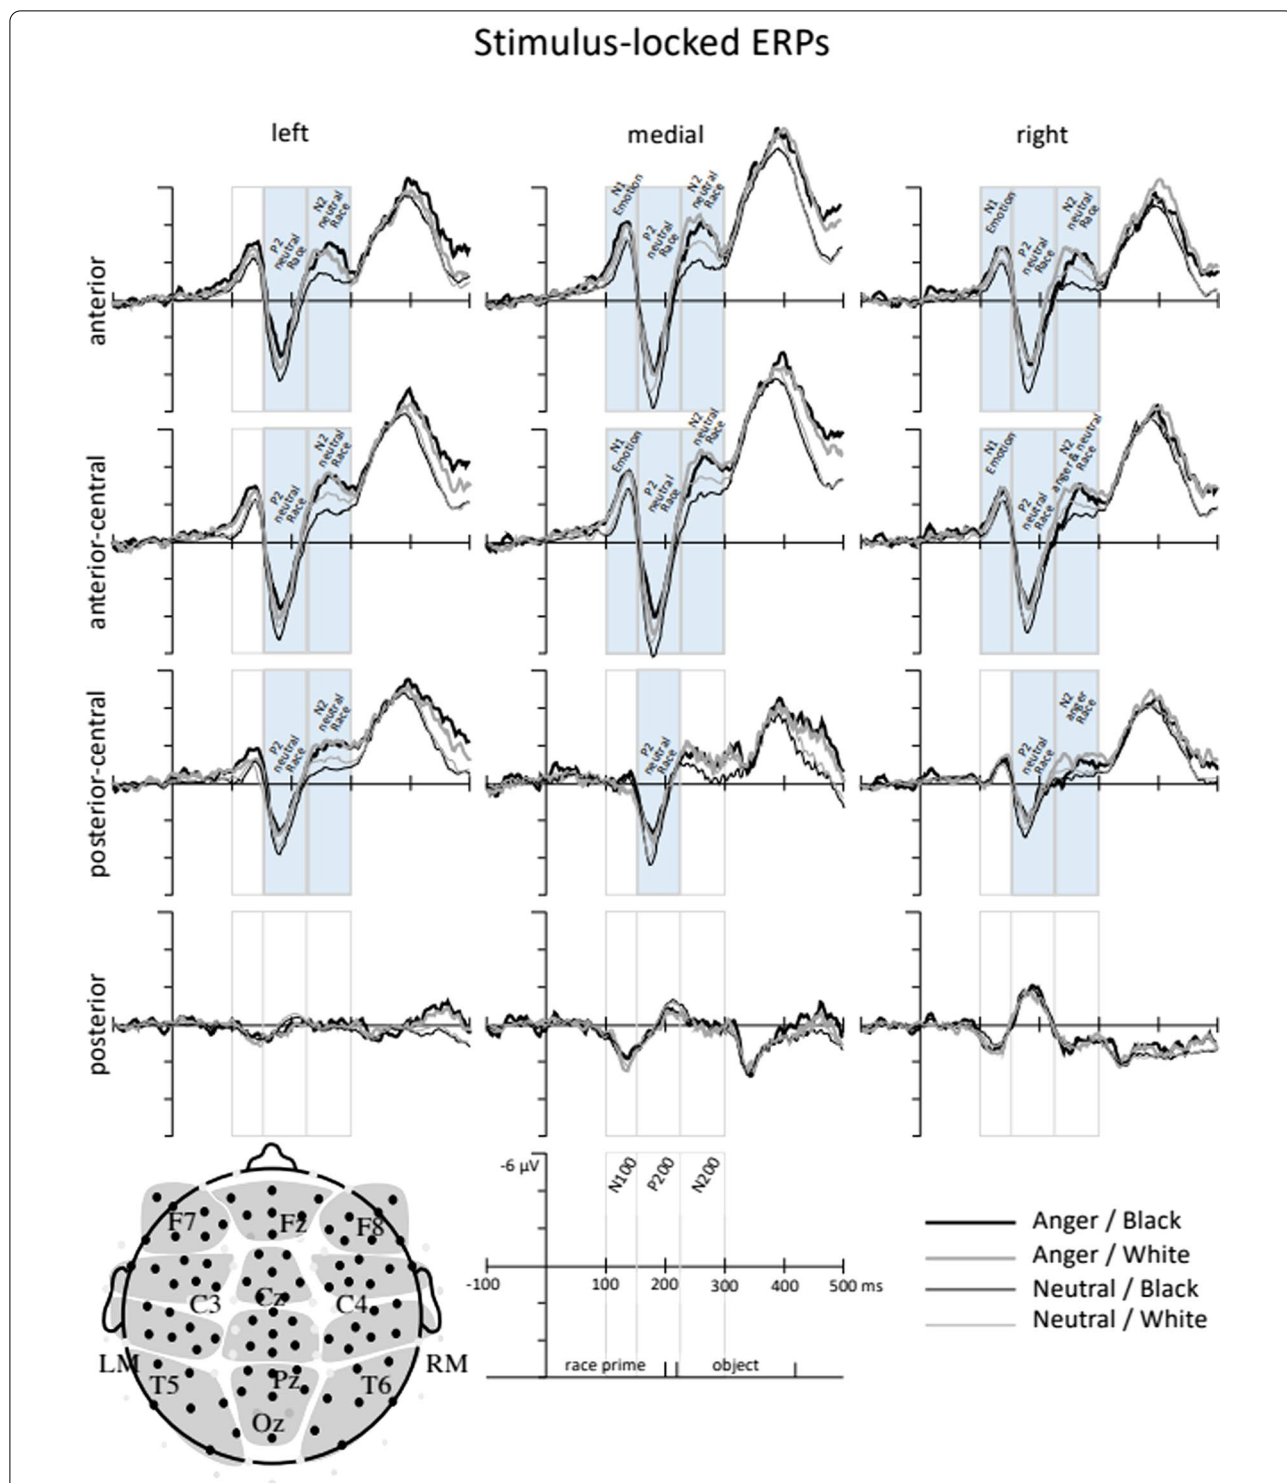 Stimulus-locked ERPs
left
medial
right
anterior
P2
neutral
Race
N2
neutral
Race
N1
Emotion
P2
neutral
Race
N2
neutral
Race
N1
Emotion
P2
neutral
Race
N2
neutral
Race
anterior-central
P2
neutral
Race
N2
neutral
Race
N1
Emotion
P2
neutral
Race
N2
neutral
Race
N1
Emotion
P2
neutral
Race
N2
anger & neutral
Race
posterior-central
P2
neutral
Race
N2
neutral
Race
P2
neutral
Race
P2
neutral
Race
N2
anger
Race
posterior
F7 Fz F8
C3 Cz C4
LM RM
T5 Pz T6
Oz
-6 µV
N100 P200 N200
-100 100 200 300 400 500 ms
race prime object
Anger / Black
Anger / White
Neutral / Black
Neutral / White